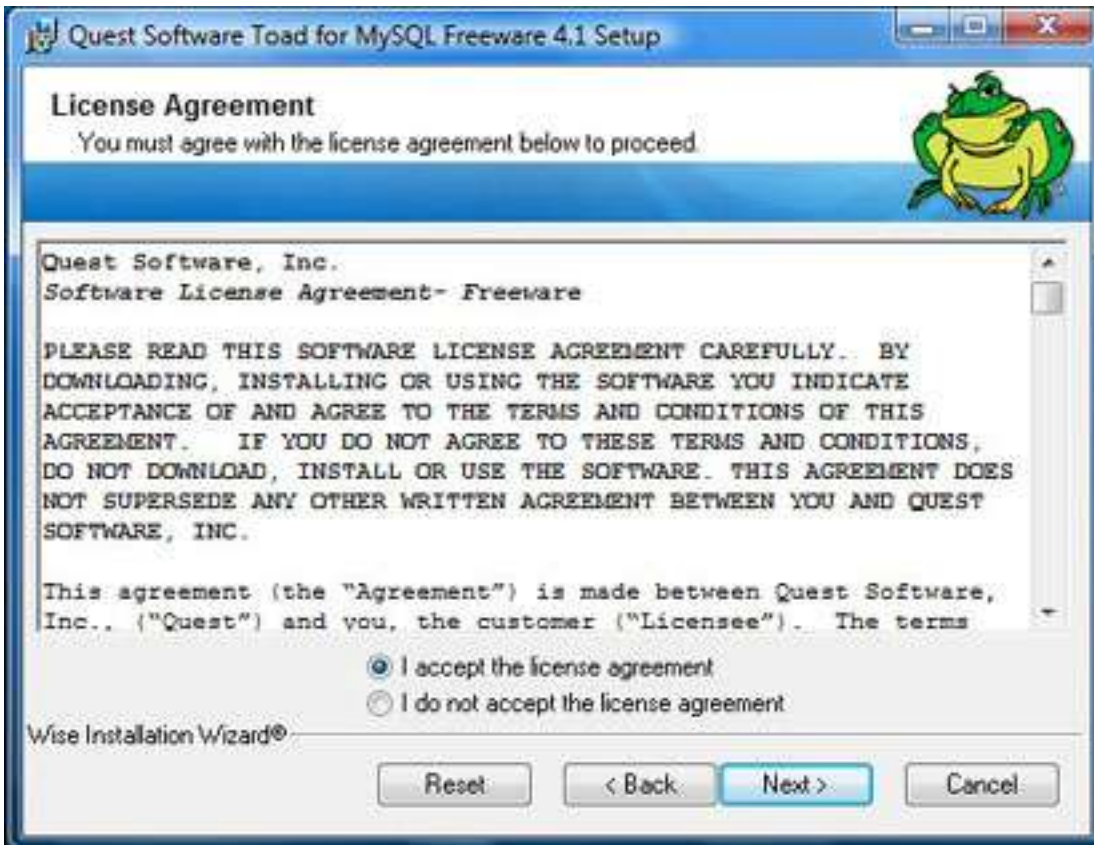 Quest Software Toad for MySQL Freeware 4.1 Setup
License Agreement
You must agree with the license agreement below to proceed.
Quest Software, Inc.
Software License Agreement- Freeware
PLEASE READ THIS SOFTWARE LICENSE AGREEMENT CAREFULLY. BY
DOWNLOADING, INSTALLING OR USING THE SOFTWARE YOU INDICATE
ACCEPTANCE OF AND AGREE TO THE TERMS AND CONDITIONS OF THIS
AGREEMENT. IF YOU DO NOT AGREE TO THESE TERMS AND CONDITIONS,
DO NOT DOWNLOAD, INSTALL OR USE THE SOFTWARE. THIS AGREEMENT DOES
NOT SUPERSEDE ANY OTHER WRITTEN AGREEMENT BETWEEN YOU AND QUEST
SOFTWARE, INC.
This agreement (the “Agreement”) is made between Quest Software,
Inc., (“Quest”) and you, the customer (“Licensee”). The terms
I accept the license agreement
I do not accept the license agreement
Wise Installation Wizard®
Reset
< Back
Next >
Cancel